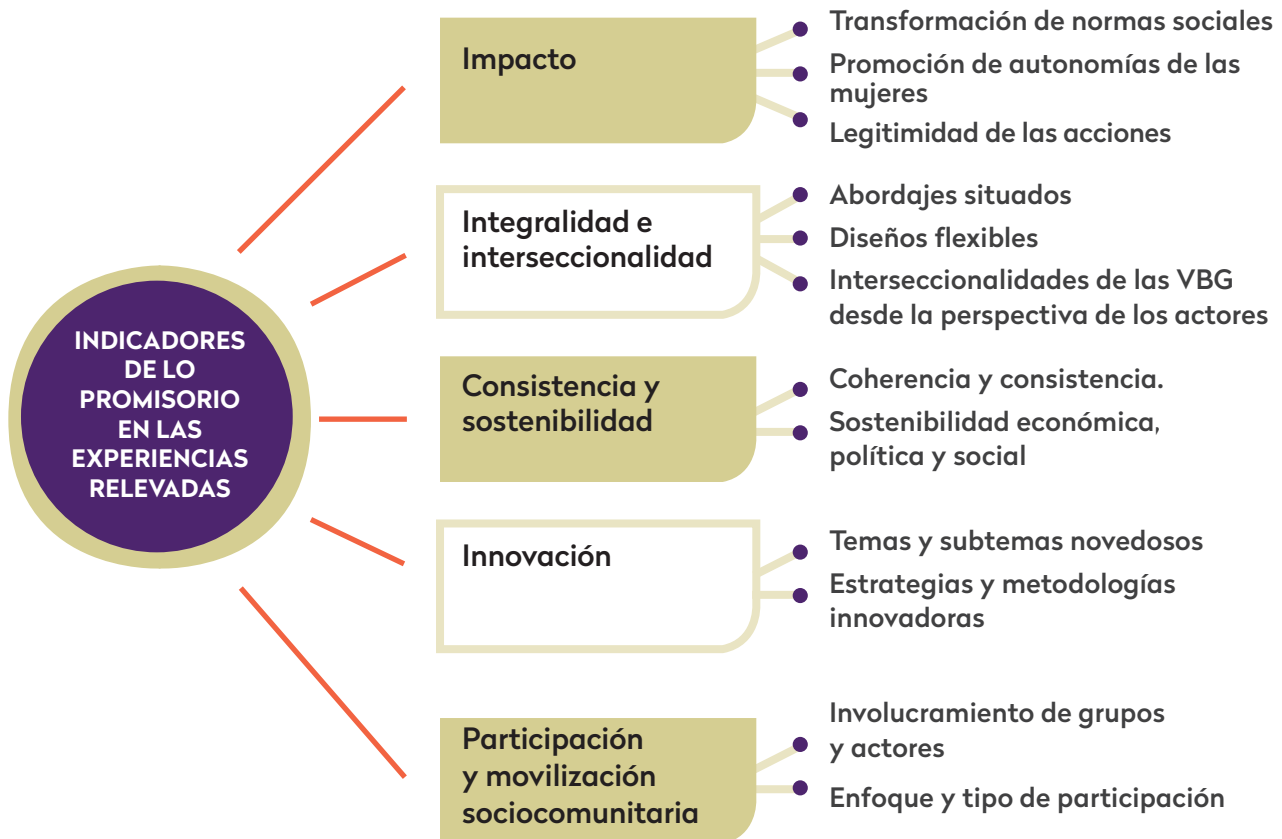 INDICADORES
DE LO
PROMISORIO
EN LAS
EXPERIENCIAS
RELEVADAS
Impacto
Transformación de normas sociales
Promoción de autonomías de las
mujeres
Legitimidad de las acciones
Integralidad e
interseccionalidad
Abordajes situados
Diseños flexibles
Interseccionalidades de las VBG
desde la perspectiva de los actores
Consistencia y
sostenibilidad
Coherencia y consistencia.
Sostenibilidad económica,
política y social
Innovación
Temas y subtemas novedosos
Estrategias y metodologías
innovadoras
Participación
y movilización
sociocomunitaria
Involucramiento de grupos
y actores
Enfoque y tipo de participación